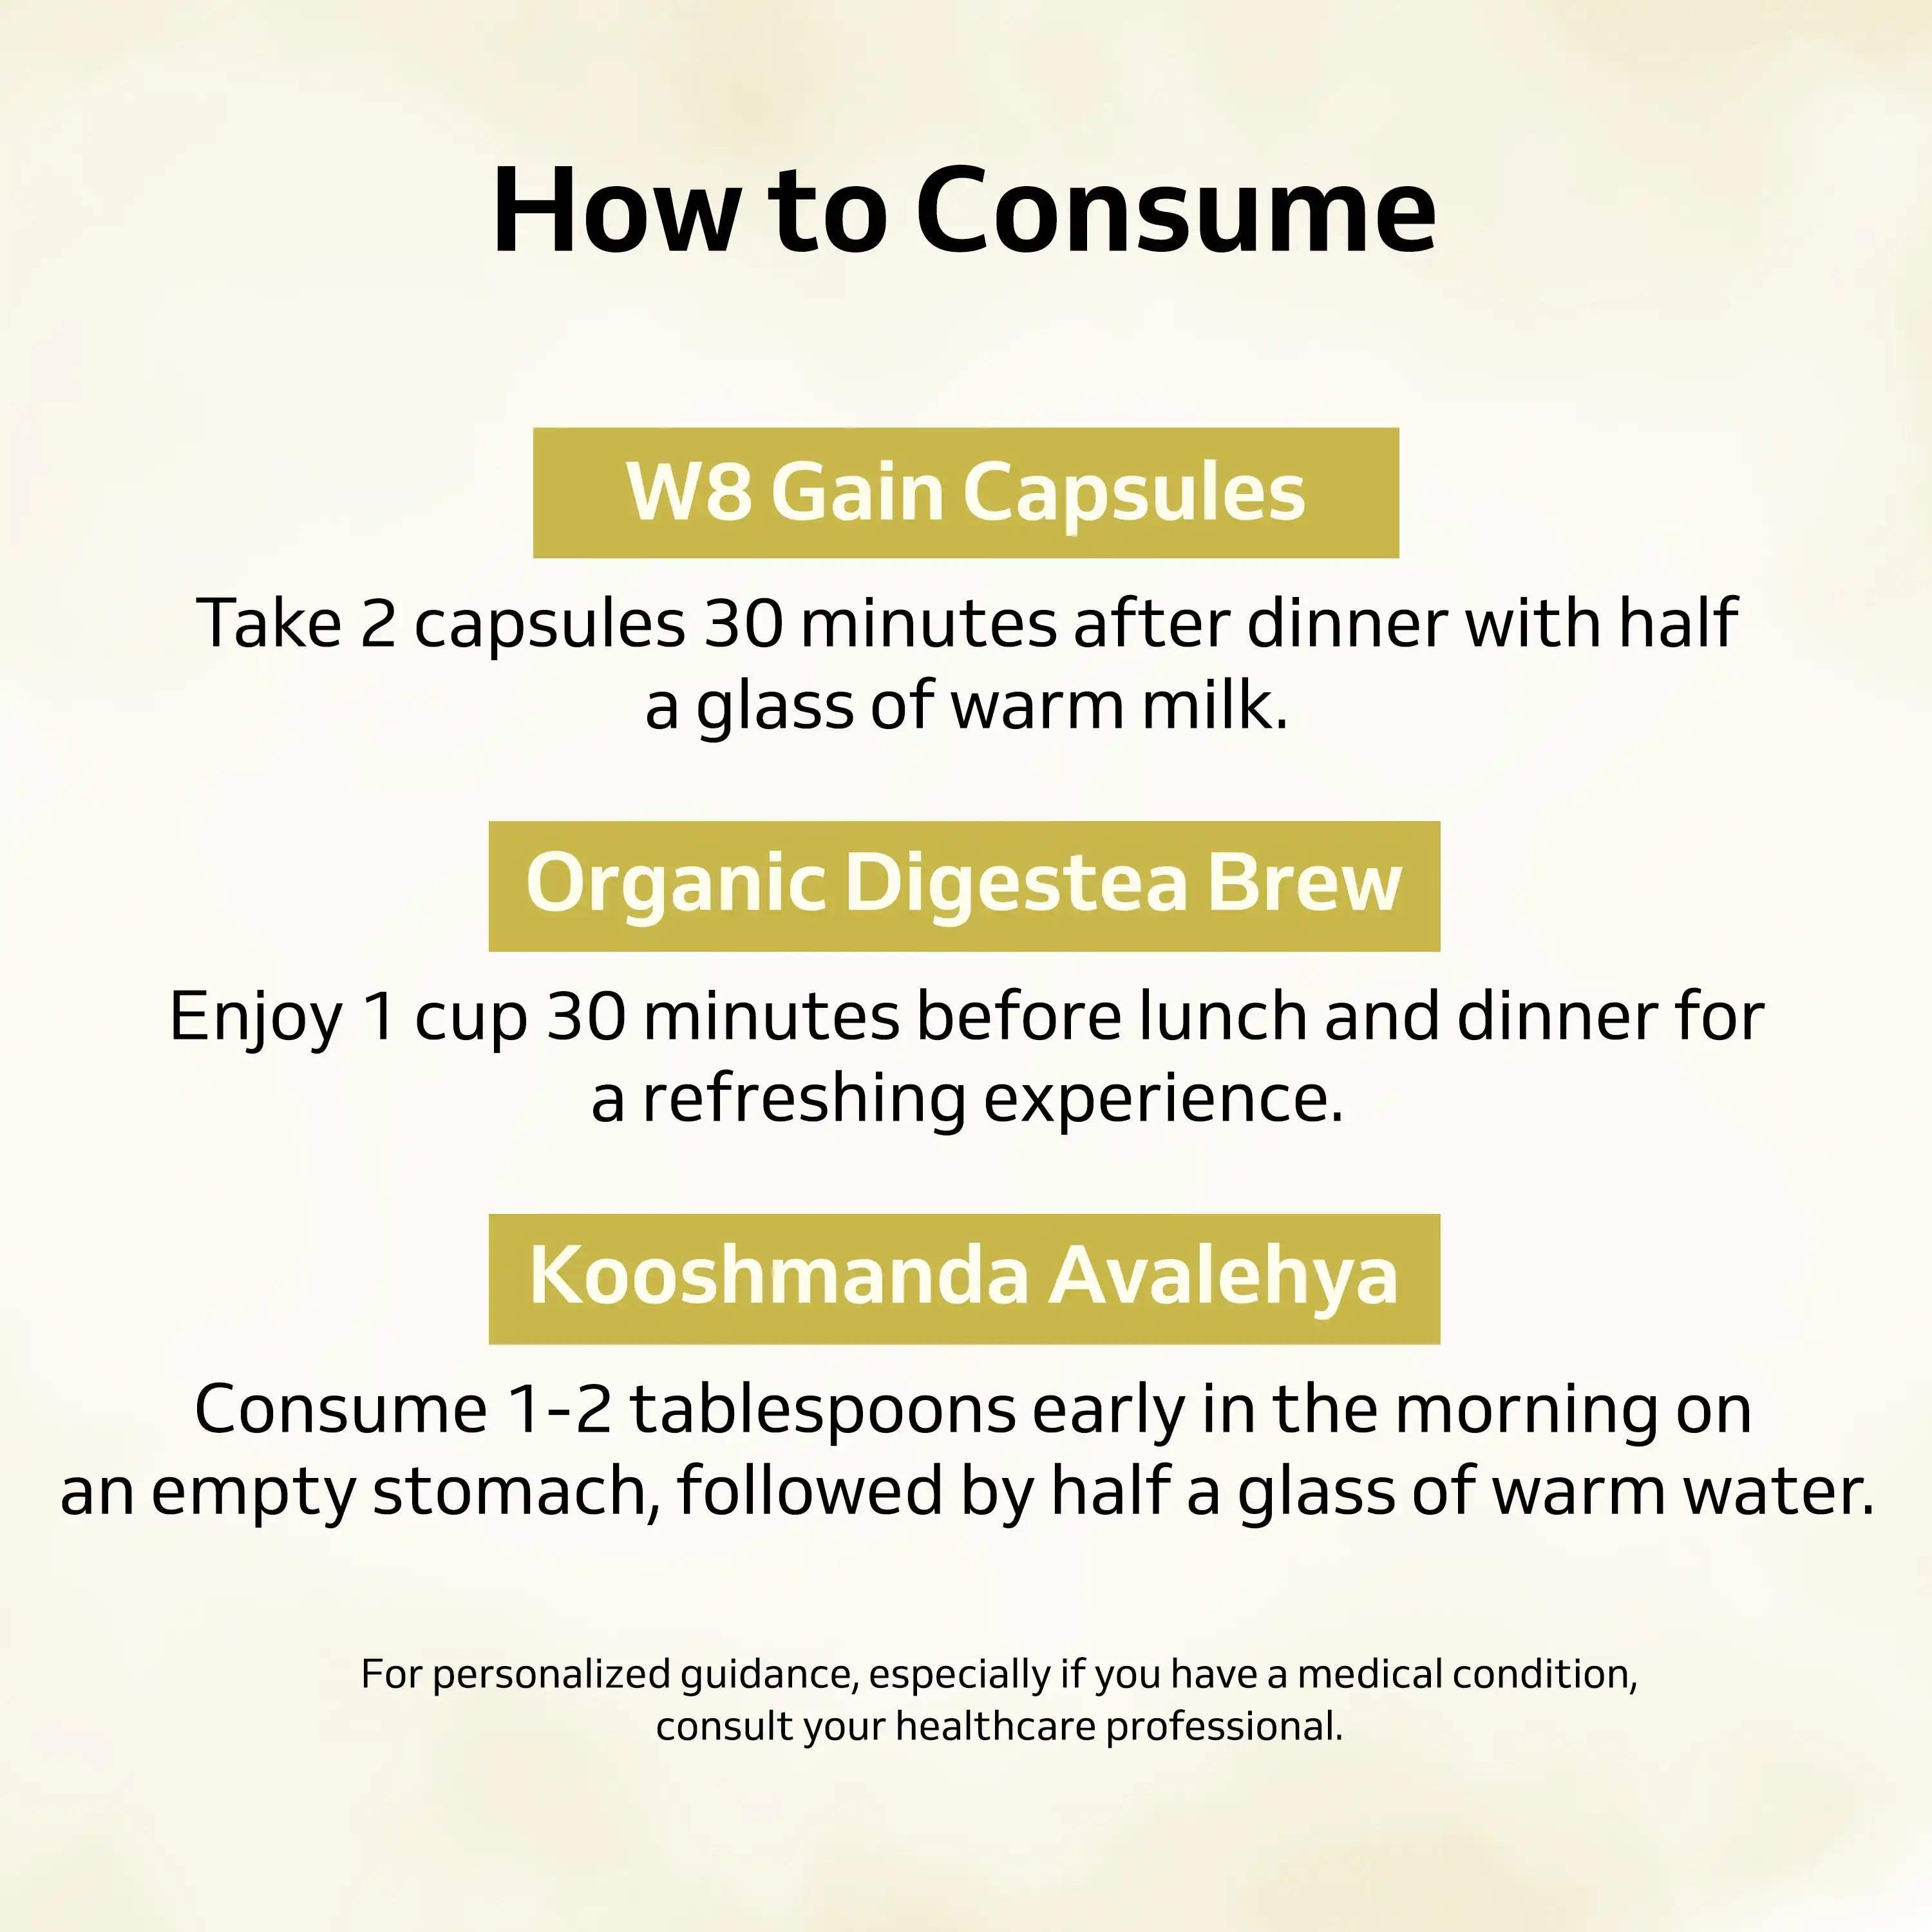 How to Consume
W8 Gain Capsules
Take 2 capsules 30 minutes after dinner with half
a glass of warm milk.
Organic Digestea Brew
Enjoy 1 cup 30 minutes before lunch and dinner for
a refreshing experience.
Kooshmanda Avalehya
Consume 1-2 tablespoons early in the morning on
an empty stomach, followed by half a glass of warm water.
For personalized guidance, especially if you have a medical condition,
consult your healthcare professional.